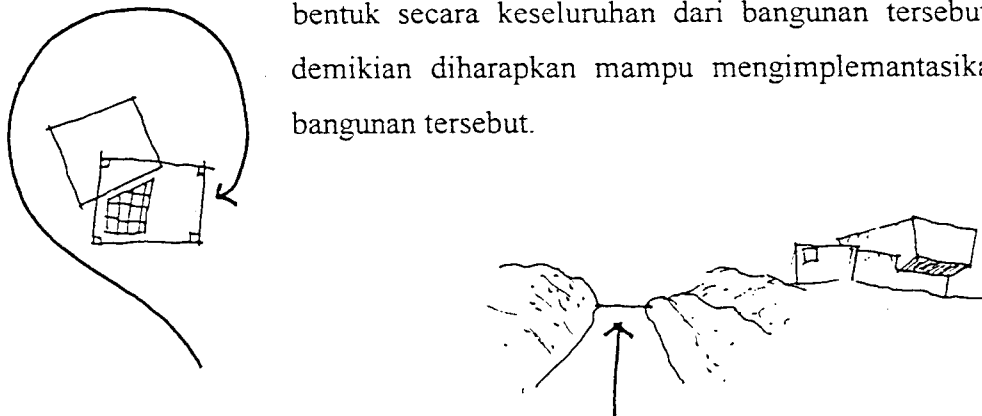 bentuk secara keseluruhan dari bangunan tersebut
demikian diharapkan mampu mengimplemantasika
bangunan tersebut.